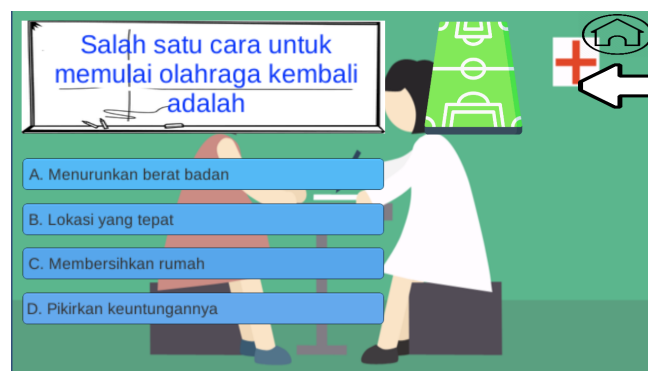 Salah satu cara untuk
memulai olahraga kembali
adalah
A. Menurunkan berat badan
B. Lokasi yang tepat
C. Membersihkan rumah
D. Pikirkan keuntungannya